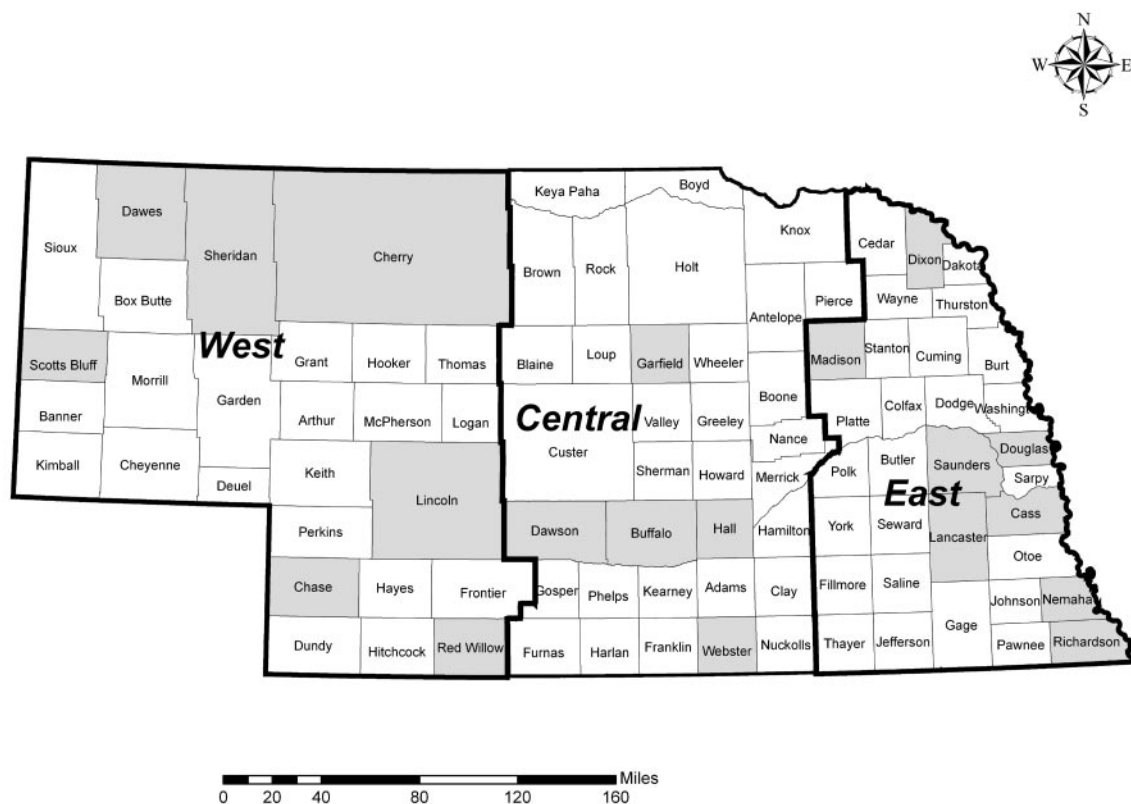 N
W E
S
Keya Paha Boyd
Knox
Dawes
Sioux Sheridan Cherry
Cedar
Dixon Dakota
Brown Rock Holt
Box Butte
Pierce Wayne Thurston
Antelope
West
Scotts Bluff
Grant Hooker Thomas
Blaine Loup Garfield Wheeler
Madison Stanton Cuming Burt
Morrill Garden
Boone
Banner
Arthur McPherson Logan
Central
Valley Greeley
Platte Colfax Dodge Washington
Nance
Custer
Kimball Cheyenne
Deuel
Keith
Lincoln
Sherman Howard Merrick
Polk Butler Saunders Douglas
Sarpy
East
Perkins
Dawson Buffalo Hall
Hamilton
York Seward Lancaster Cass
Otoe
Chase Hayes Frontier
Gosper Phelps Kearney Adams Clay
Fillmore Saline
Johnson Nemaha
Gage
Dundy Hitchcock Red Willow
Furnas Harlan Franklin Webster Nuckolls
Thayer Jefferson
Pawnee Richardson
Miles
0 20 40 80 120 160